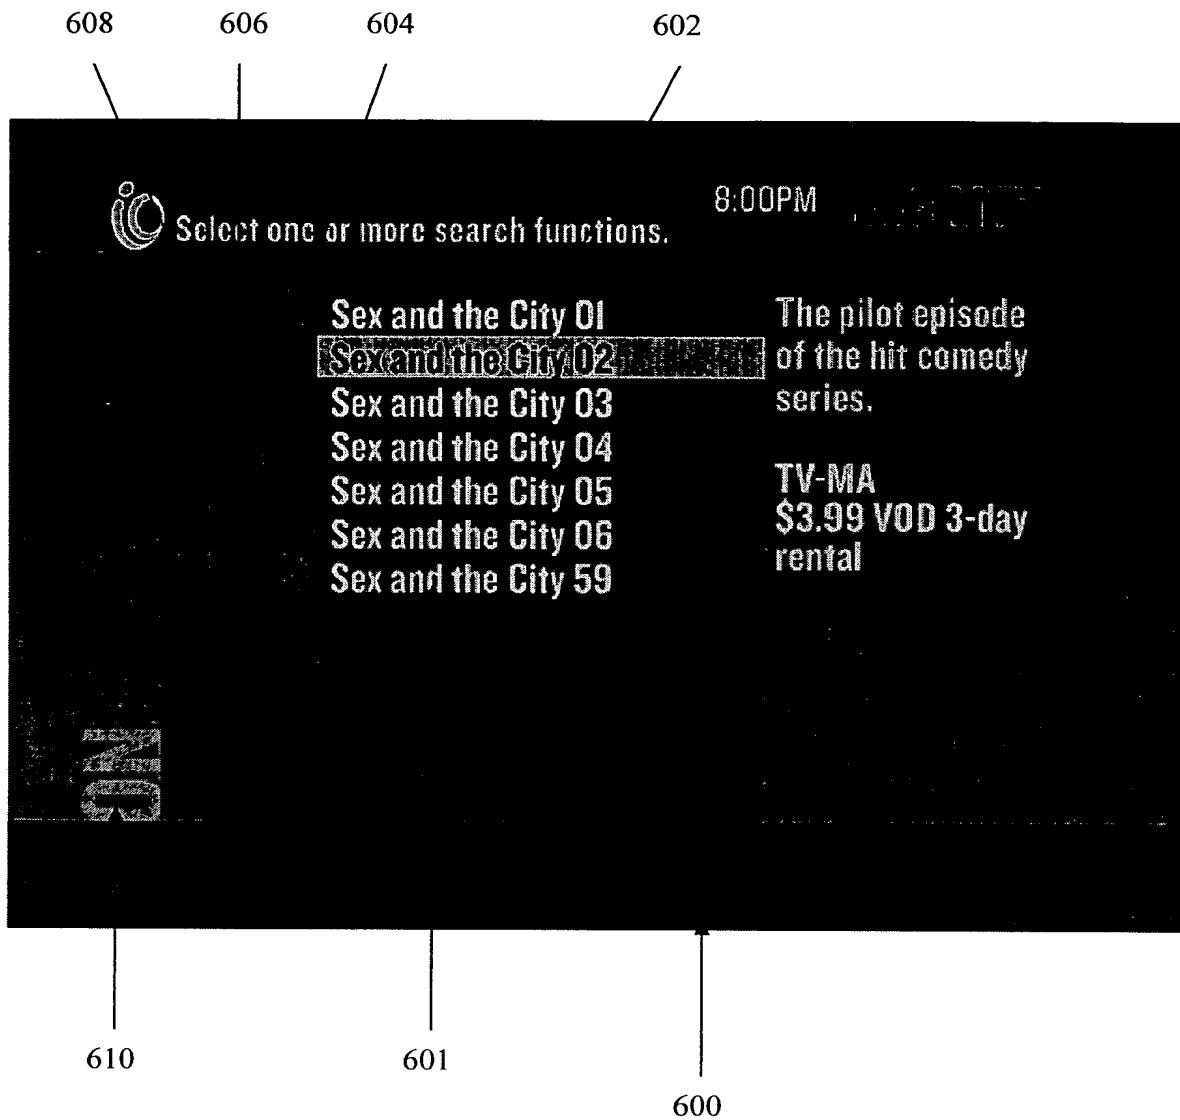 608 606 604 602
8:00PM
Select one or more search functions.
Sex and the City 01
Sex and the City 02
Sex and the City 03
Sex and the City 04
Sex and the City 05
Sex and the City 06
Sex and the City 59
The pilot episode
of the hit comedy
series.
TV-MA
$3.99 VOD 3-day
rental
610 601
600